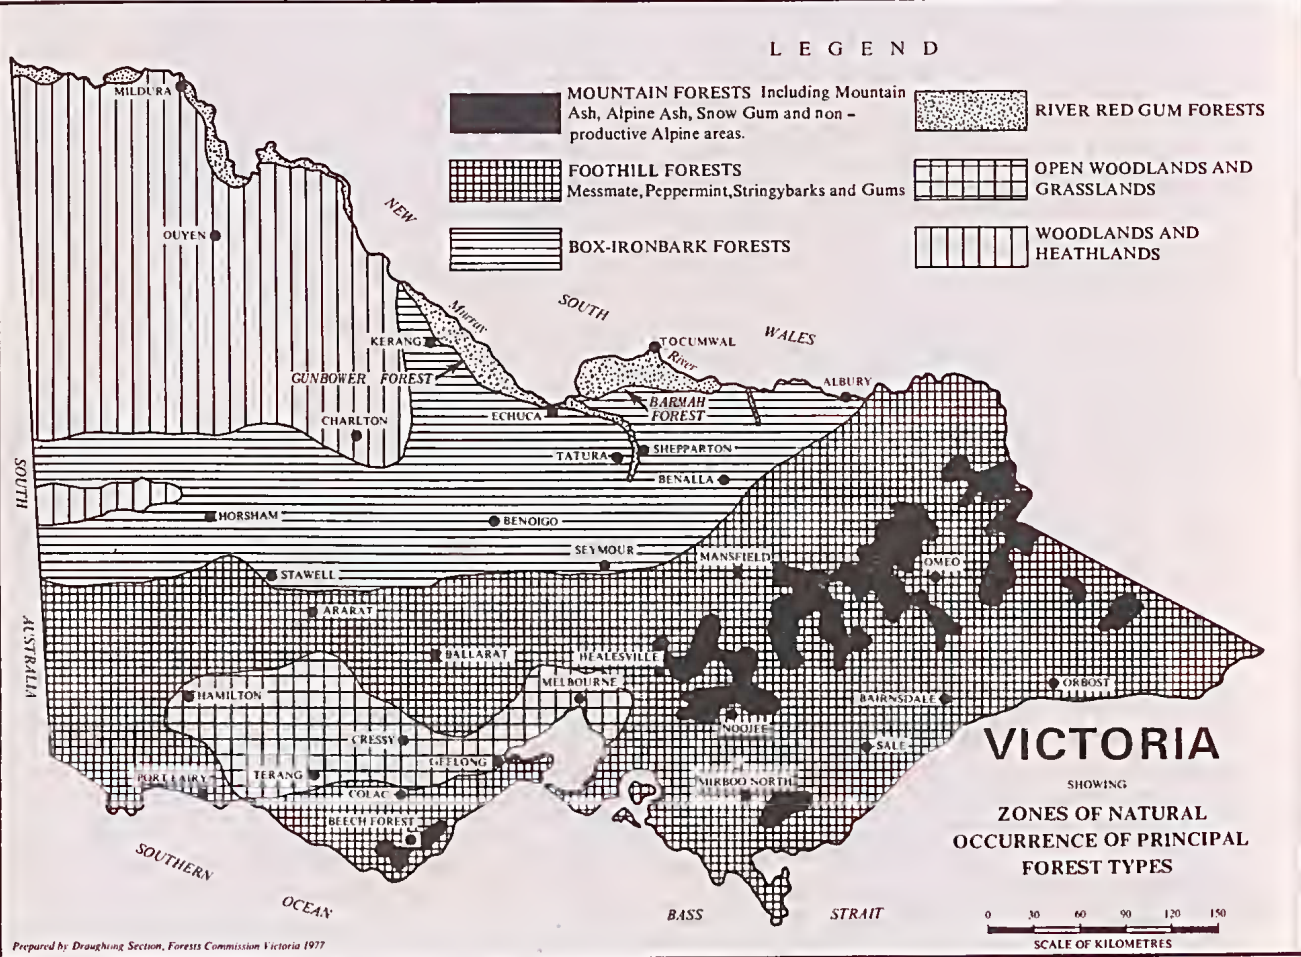 LEGEND
MOUNTAIN FORESTS Including Mountain
Ash, Alpine Ash, Snow Gum and non -
productive Alpine areas.
FOOTHILL FORESTS
Messmate, Peppermint, Stringybarks and Gums
BOX-IRONBARK FORESTS
RIVER RED GUM FORESTS
OPEN WOODLANDS AND
GRASSLANDS
WOODLANDS AND
HEATHLANDS
MILDURA
OUYEN
NEW
SOUTH
WALES
Murray
River
KERANG
GUNBOWER FOREST
TOCUMWAL
ALBURY
BARMAH
FOREST
ECHUCA
CHARLTON
SHEPPARTON
TATURA
BENALLA
SOUTH
AUSTRALIA
HORSHAM
BENOIGO
SEYMOUR
MANSFIELD
OMEO
STAWELL
ARARAT
BALLARAT
HEALESVILLE
MELBOURNE
HAMILTON
BAIRNSDALE
ORBOST
NOOJEE
CRESSY
GEELONG
SALE
PORT FAIRY
TERANG
COLAC
MIRBOO NORTH
BEECH FOREST
SOUTHERN
OCEAN
BASS
STRAIT
VICTORIA
SHOWING
ZONES OF NATURAL
OCCURRENCE OF PRINCIPAL
FOREST TYPES
0 30 60 90 120 150
SCALE OF KILOMETRES
Prepared by Draughting Section, Forests Commission Victoria 1977